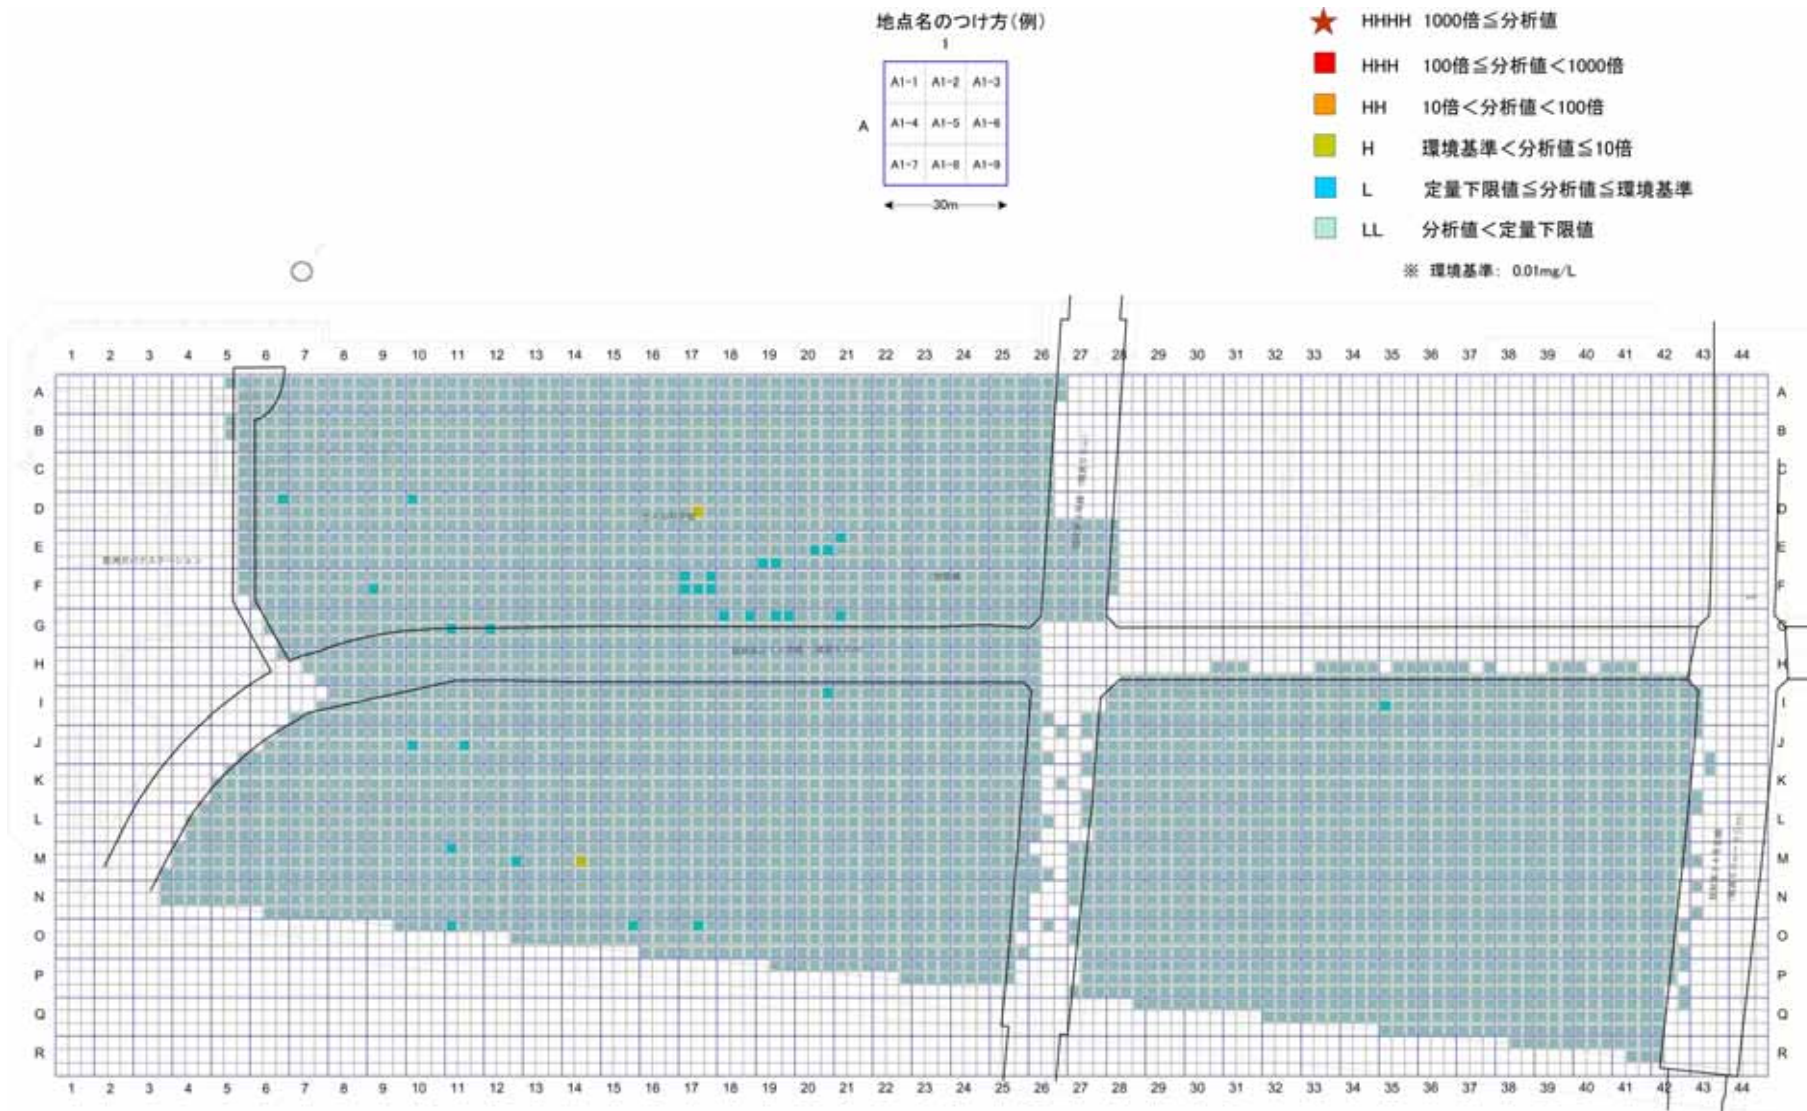 地点名のつけ方(例)
1
A1-1 A1-2 A1-3
A
A1-4 A1-5 A1-6
A1-7 A1-8 A1-9
30m
HHHH 1000倍≦分析値
HHH 100倍≦分析値<1000倍
HH 10倍<分析値<100倍
H 環境基準<分析値≦10倍
L 定量下限値≦分析値≦環境基準
LL 分析値<定量下限値
※ 環境基準: 0.01mg/L
1 2 3 4 5 6 7 8 9 10 11 12 13 14 15 16 17 18 19 20 21 22 23 24 25 26 27 28 29 30 31 32 33 34 35 36 37 38 39 40 41 42 43 44
A A
B B
C C
D D
E E
F F
G G
H H
I I
J J
K K
L L
M M
N N
O O
P P
Q Q
R R
1 2 3 4 5 6 7 8 9 10 11 12 13 14 15 16 17 18 19 20 21 22 23 24 25 26 27 28 29 30 31 32 33 34 35 36 37 38 39 40 41 42 43 44